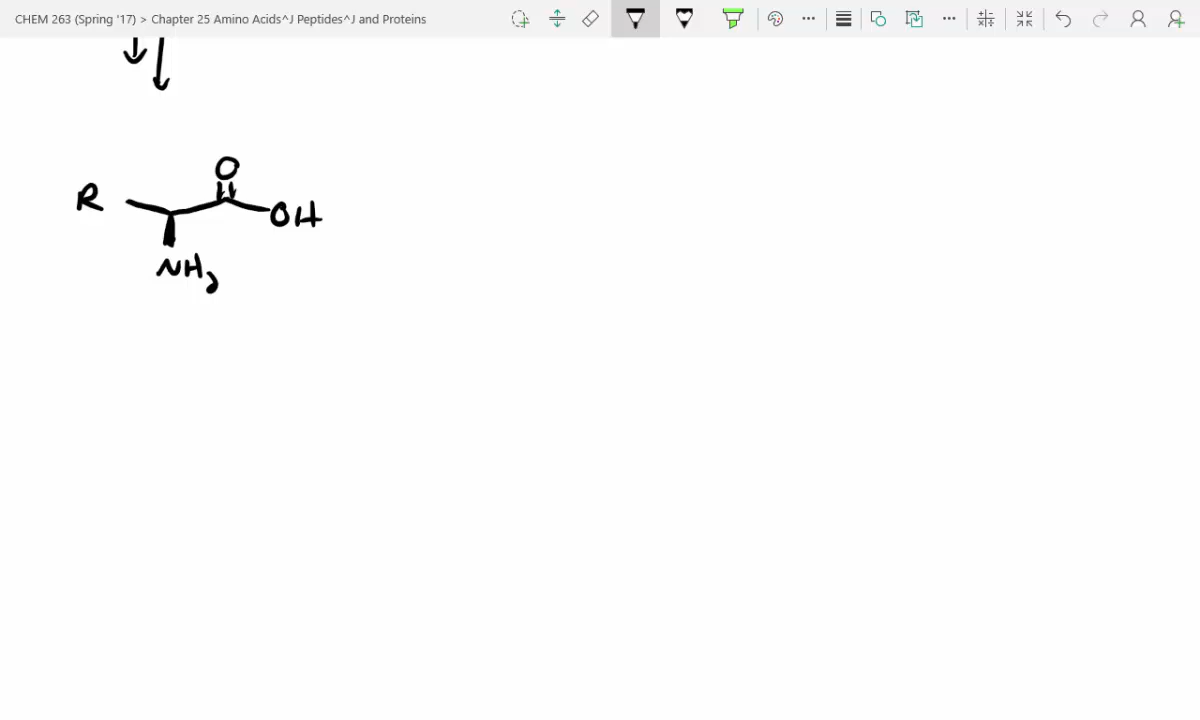 CHEM 263 (Spring '17) > Chapter 25 Amino Acids^J Peptides^J and Proteins
O
R
OH
NH2